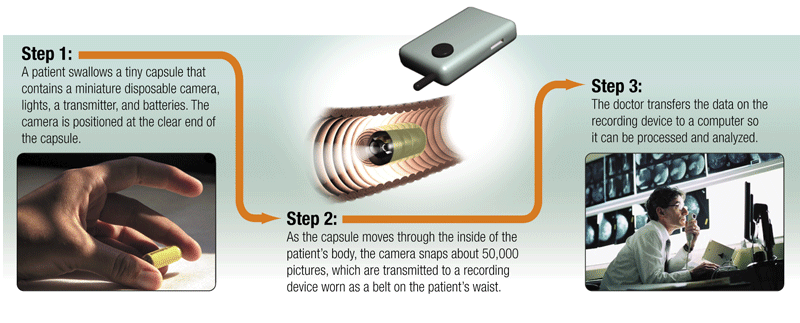 Step 1:
A patient swallows a tiny capsule that
contains a miniature disposable camera,
lights, a transmitter, and batteries. The
camera is positioned at the clear end of
the capsule.
Step 2:
As the capsule moves through the inside of the
patient's body, the camera snaps about 50,000
pictures, which are transmitted to a recording
device worn as a belt on the patient's waist.
Step 3:
The doctor transfers the data on the
recording device to a computer so
it can be processed and analyzed.